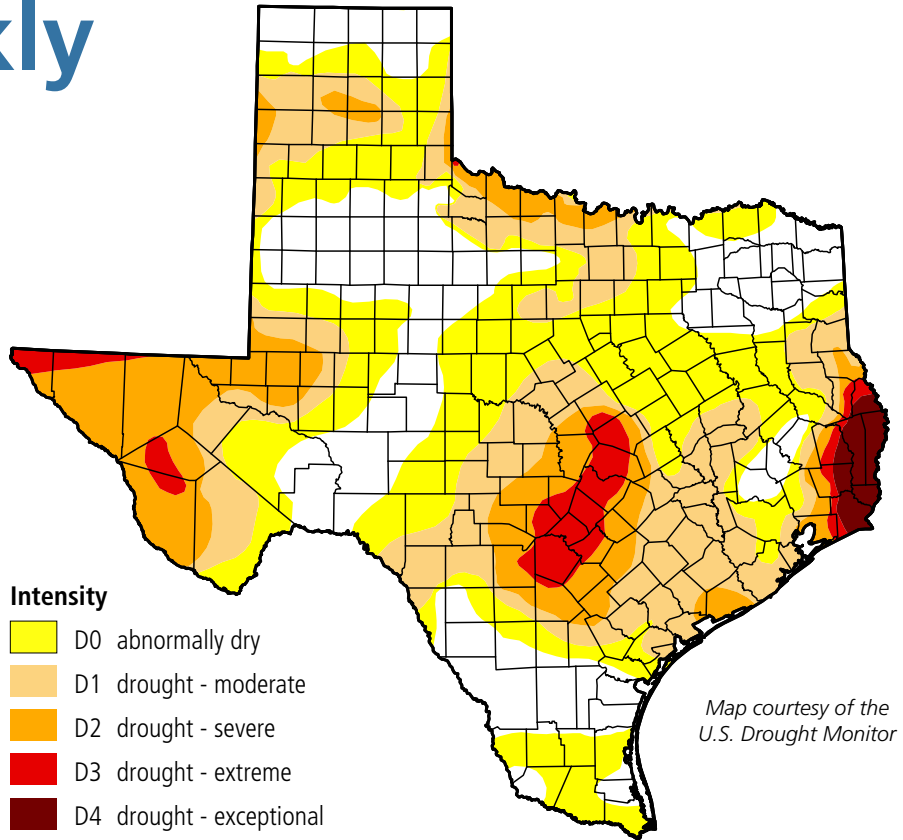 kly
Intensity
D0 abnormally dry
D1 drought - moderate
D2 drought - severe
D3 drought - extreme
D4 drought - exceptional
Map courtesy of the
U.S. Drought Monitor